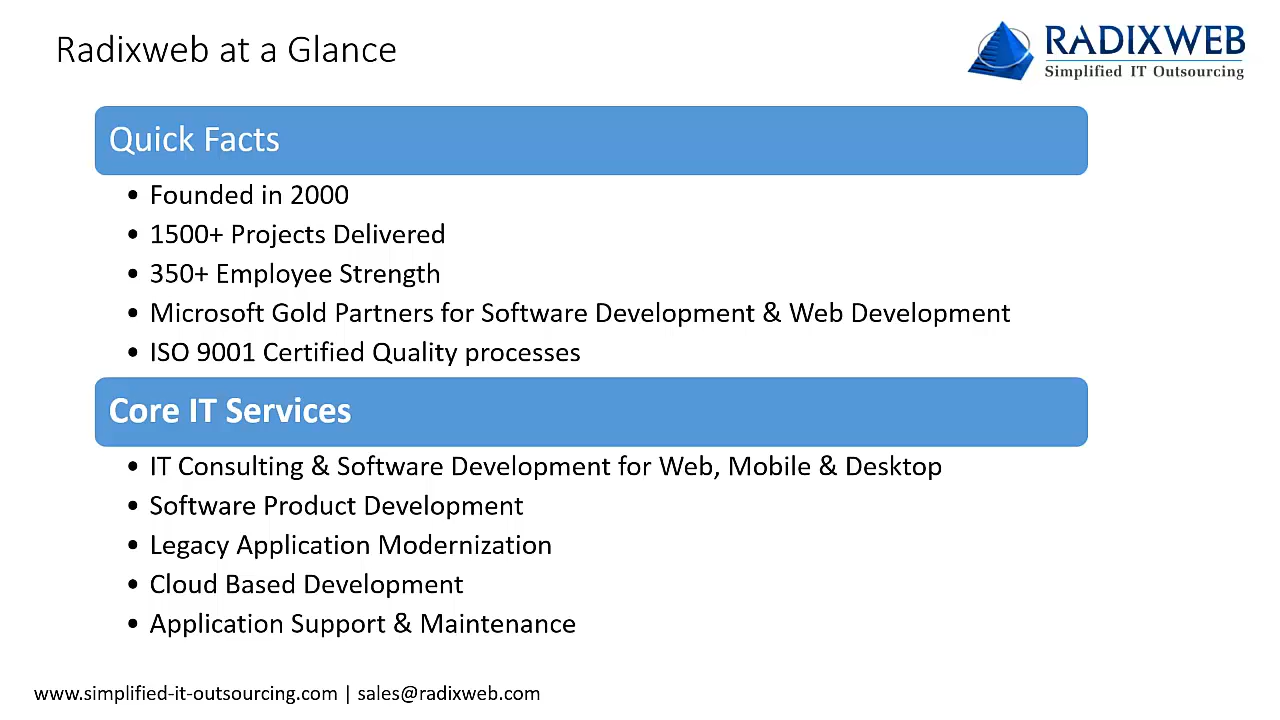 Radixweb at a Glance
RADIXWEB
Simplified IT Outsourcing
Quick Facts
• Founded in 2000
• 1500+ Projects Delivered
• 350+ Employee Strength
• Microsoft Gold Partners for Software Development & Web Development
• ISO 9001 Certified Quality processes
Core IT Services
• IT Consulting & Software Development for Web, Mobile & Desktop
• Software Product Development
• Legacy Application Modernization
• Cloud Based Development
• Application Support & Maintenance
www.simplified-it-outsourcing.com | sales@radixweb.com